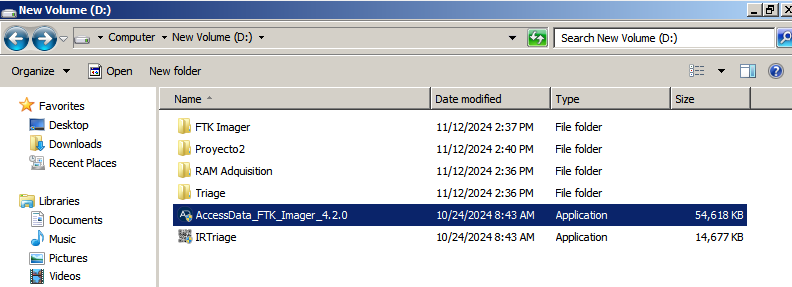 New Volume (D:)
Computer New Volume (D:) Search New Volume (D:)
Organize Open New folder
Name Date modified Type Size
Favorites
Desktop
Downloads
Recent Places
Libraries
Documents
Music
Pictures
Videos
FTK Imager 11/12/2024 2:37 PM File folder
Proyecto2 11/12/2024 2:40 PM File folder
RAM Adquisition 11/12/2024 2:36 PM File folder
Triage 11/12/2024 2:36 PM File folder
AccessData_FTK_Imager_4.2.0 10/24/2024 8:43 AM Application 54,618 KB
IRTriage 10/24/2024 8:43 AM Application 14,677 KB